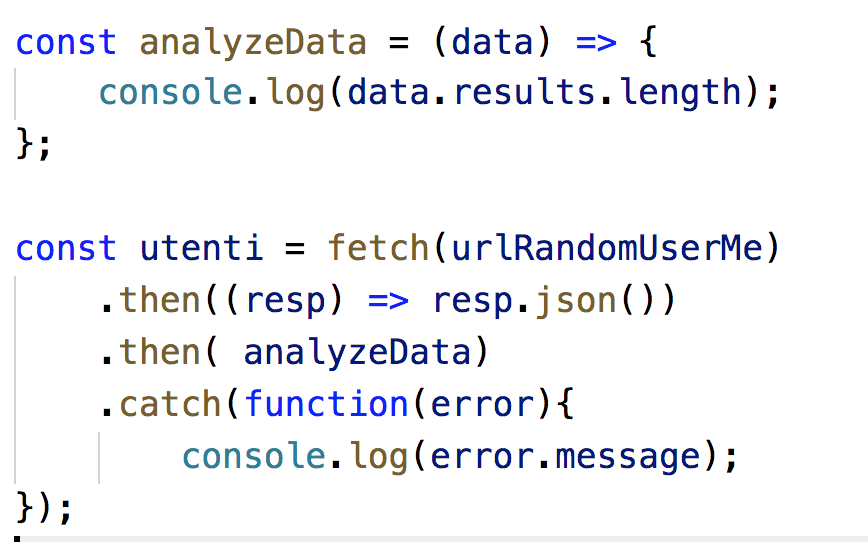 const analyzeData = (data) => {
    console.log(data.results.length);
};

const utenti = fetch(urlRandomUserMe)
    .then((resp) => resp.json())
    .then( analyzeData)
    .catch(function(error){
        console.log(error.message);
});